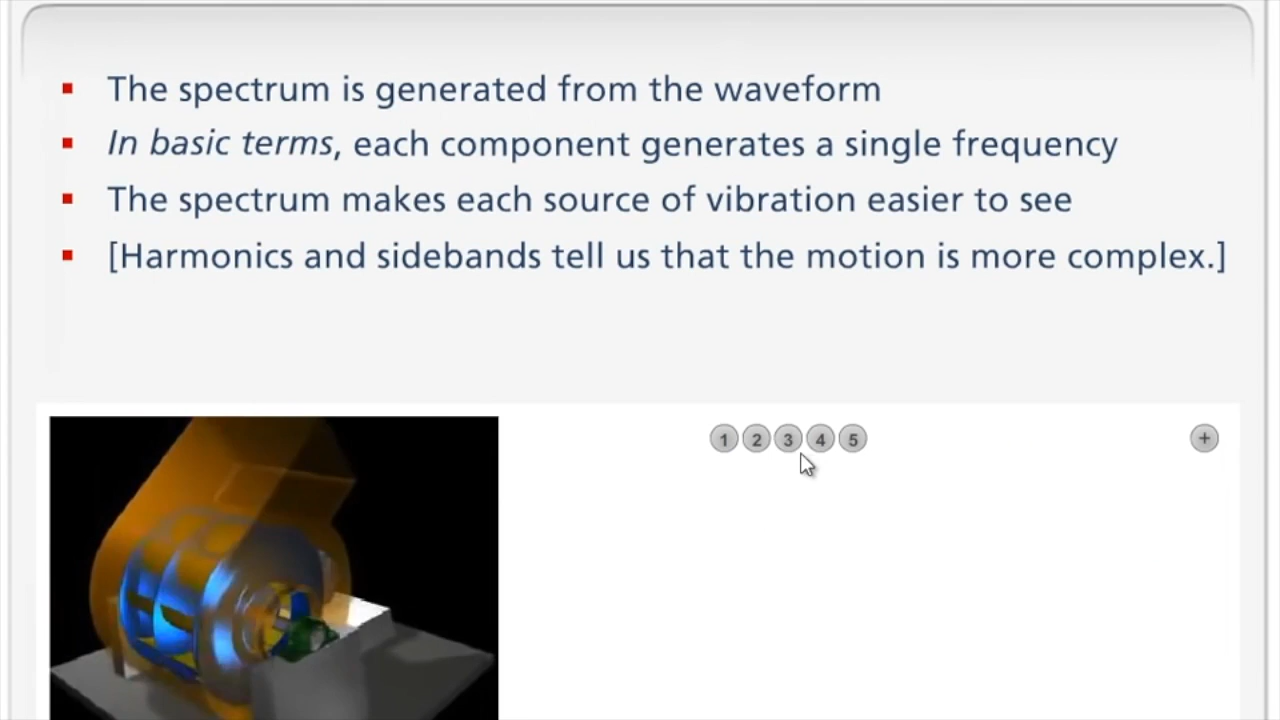 The spectrum is generated from the waveform
In basic terms, each component generates a single frequency
The spectrum makes each source of vibration easier to see
[Harmonics and sidebands tell us that the motion is more complex.]
1 2 3 4 5 +